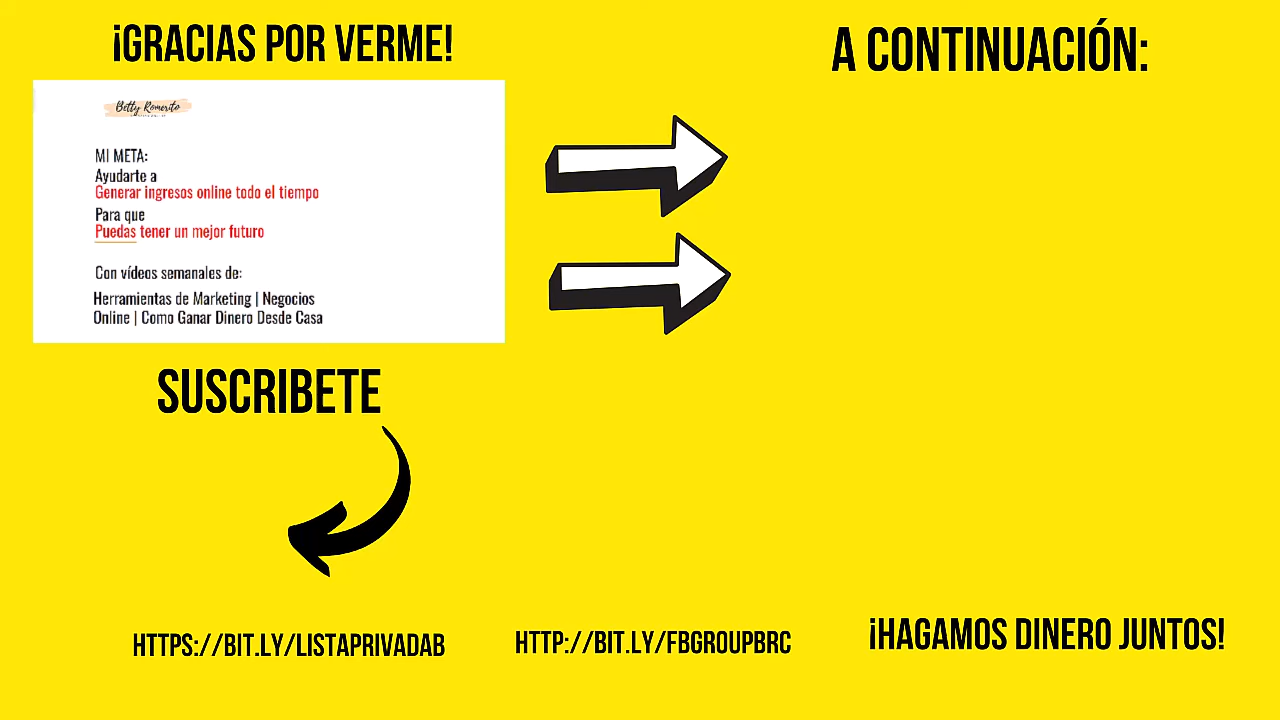 ¡GRACIAS POR VERME!
A CONTINUACIÓN:
Betty Romerito
MI META:
Ayudarte a
Generar ingresos online todo el tiempo
Para que
Puedas tener un mejor futuro
Con vídeos semanales de:
Herramientas de Marketing | Negocios
Online | Como Ganar Dinero Desde Casa
SUSCRIBETE
HTTPS://BIT.LY/LISTAPRIVADAB
HTTP://BIT.LY/FBGROUPBRC
¡HAGAMOS DINERO JUNTOS!